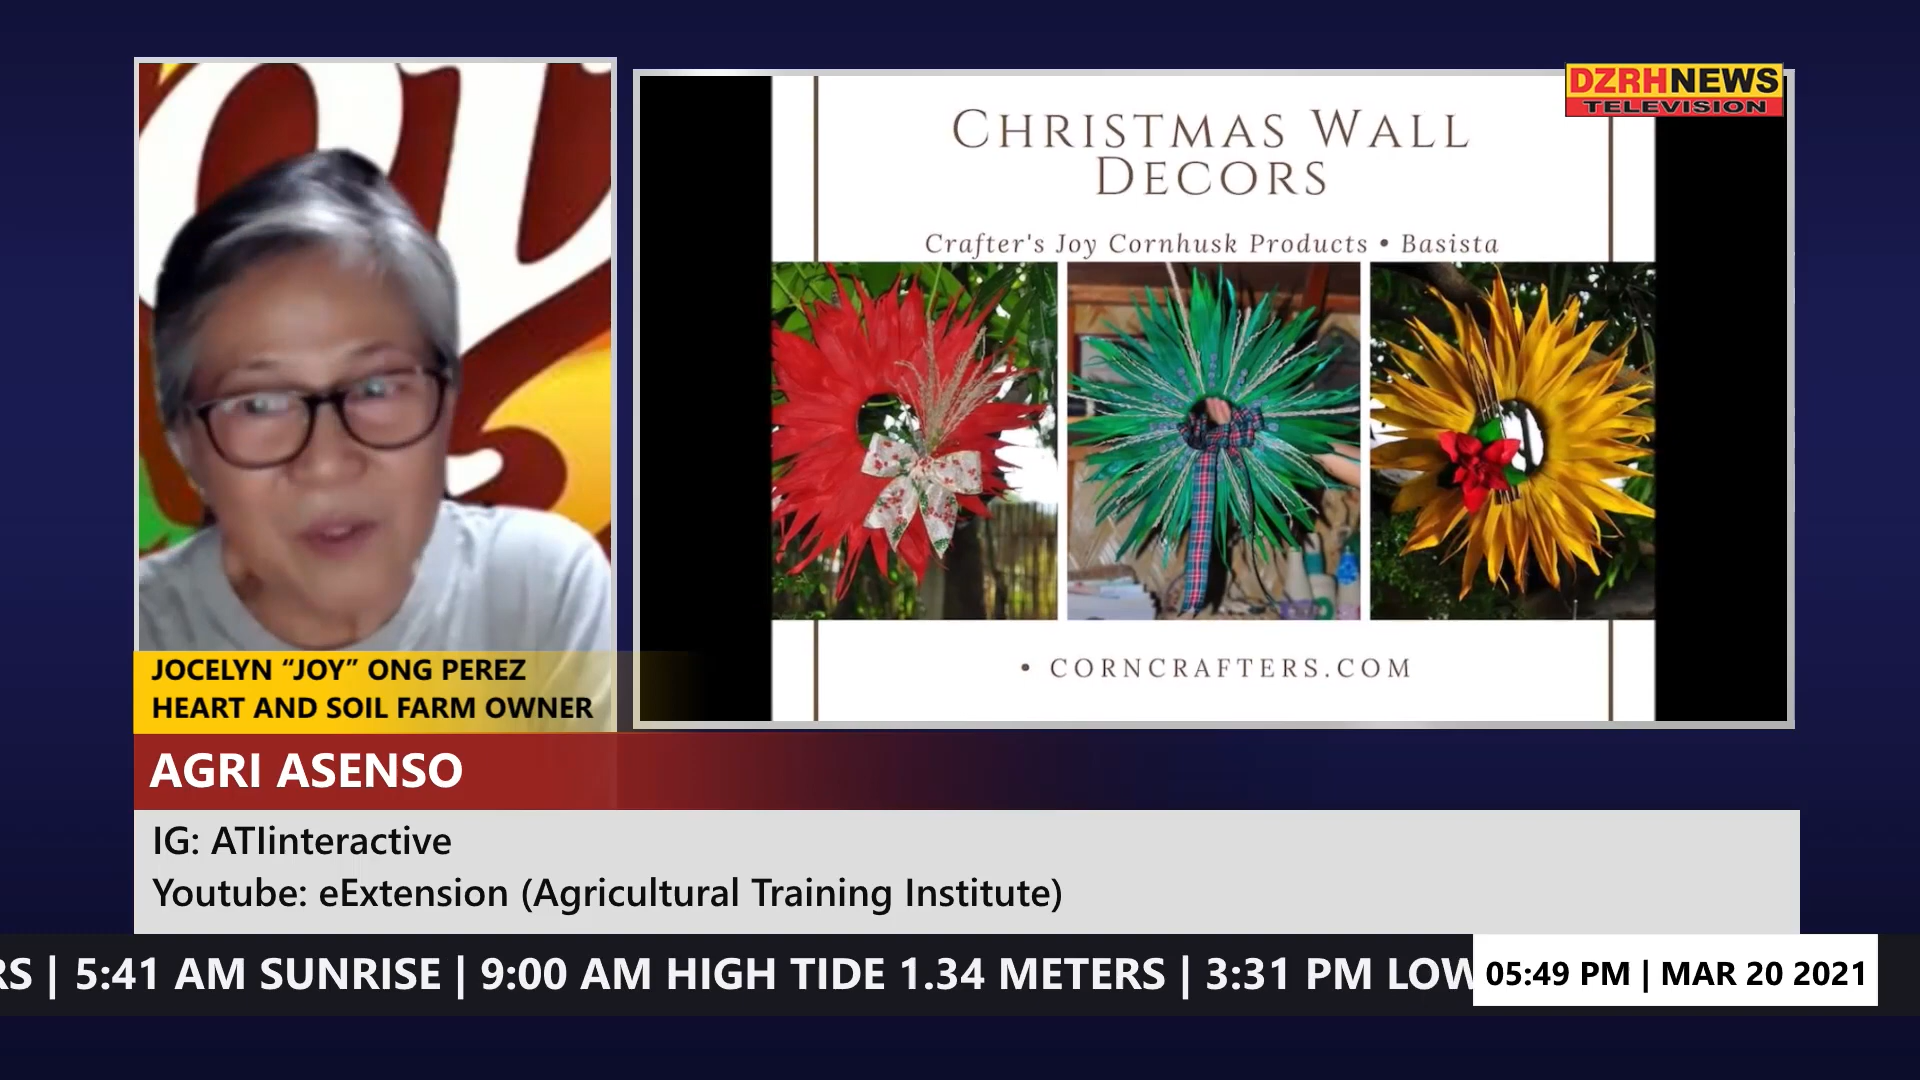 DZRHNEWS
TELEVISION
CHRISTMAS WALL
DECORS
Crafter's Joy Cornhusk Products • Basista
• CORNCRAFTERS.COM
JOCELYN “JOY” ONG PEREZ
HEART AND SOIL FARM OWNER
AGRI ASENSO
IG: ATIinteractive
Youtube: eExtension (Agricultural Training Institute)
RS | 5:41 AM SUNRISE | 9:00 AM HIGH TIDE 1.34 METERS | 3:31 PM LOW
05:49 PM | MAR 20 2021